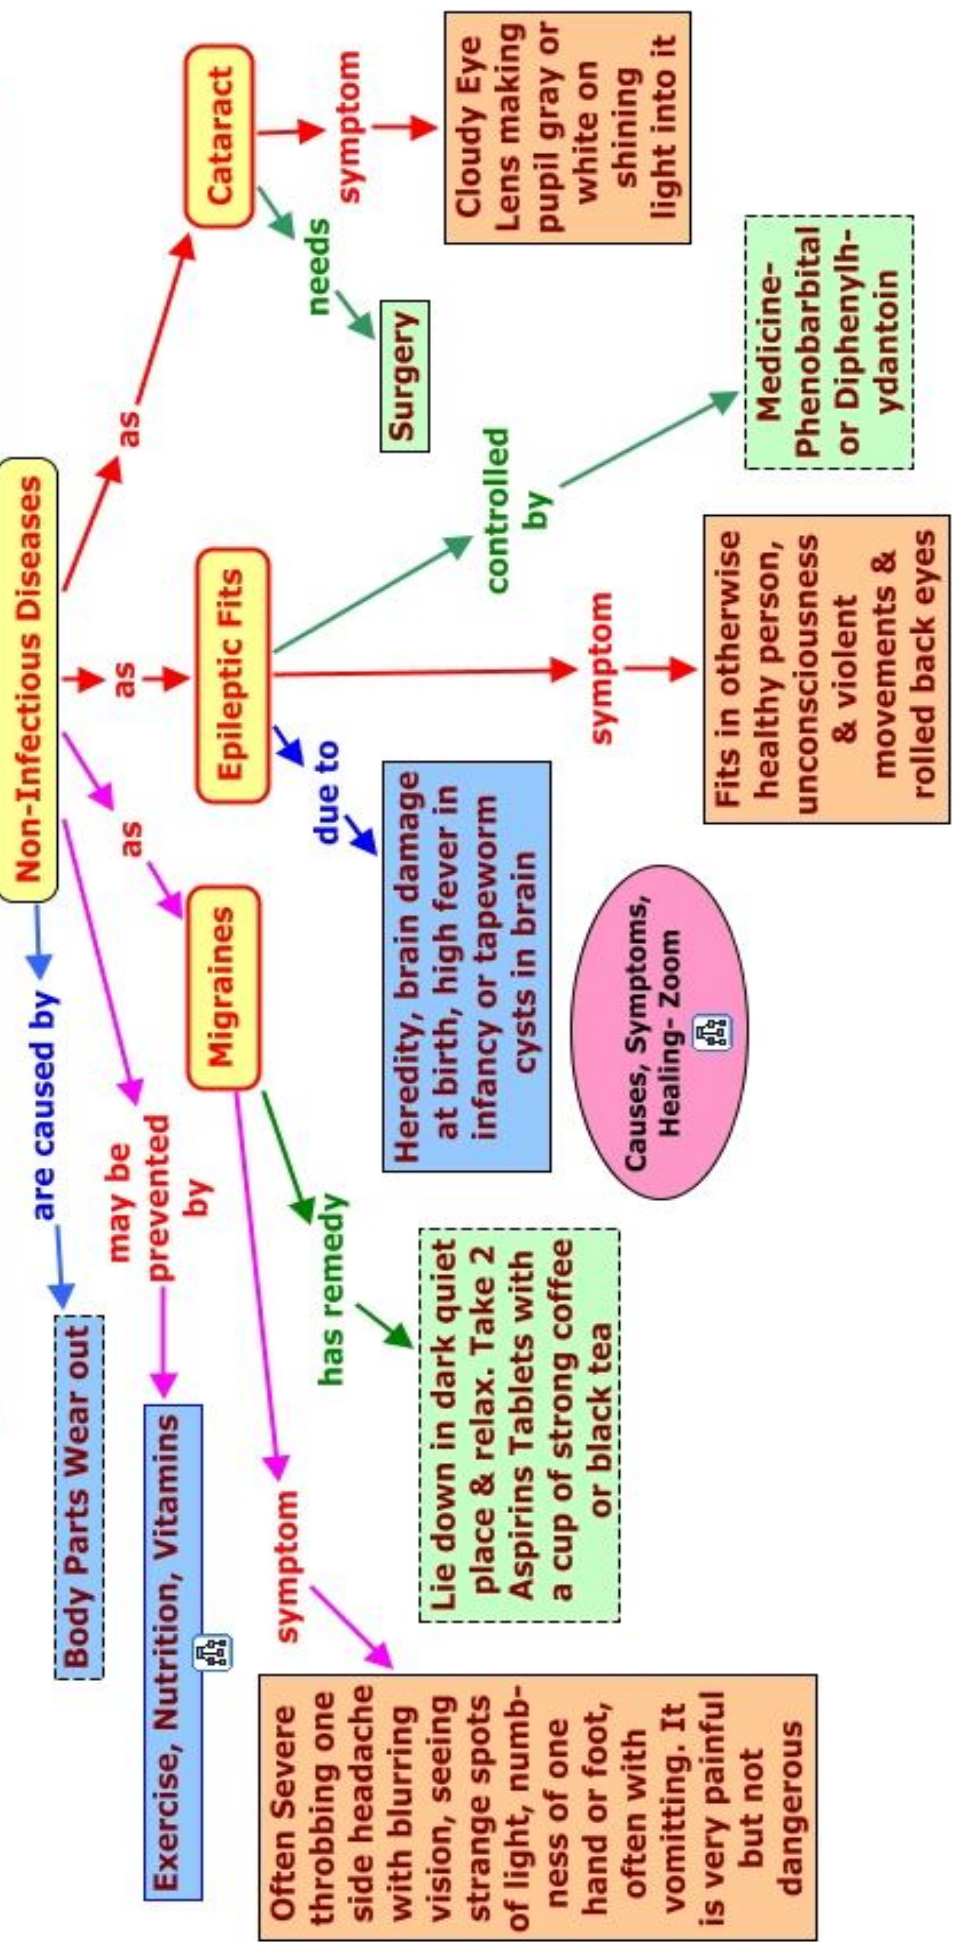 Non-Infectious Diseases
are caused by
Body Parts Wear out
may be
prevented
by
Exercise, Nutrition, Vitamins
as
Migraines
symptom
Often Severe
throbbing one
side headache
with blurring
vision, seeing
strange spots
of light, numb-
ness of one
hand or foot,
often with
vomitting. It
is very painful
but not
dangerous
has remedy
Lie down in dark quiet
place & relax. Take 2
Aspirins Tablets with
a cup of strong coffee
or black tea
as
Epileptic Fits
due to
Heredity, brain damage
at birth, high fever in
infancy or tapeworm
cysts in brain
symptom
Fits in otherwise
healthy person,
unconsciousness
& violent
movements &
rolled back eyes
controlled
by
Medicine-
Phenobarbital
or Diphenylh-
ydantoin
as
Cataract
needs
Surgery
symptom
Cloudy Eye
Lens making
pupil gray or
white on
shining
light into it
Causes, Symptoms,
Healing- Zoom